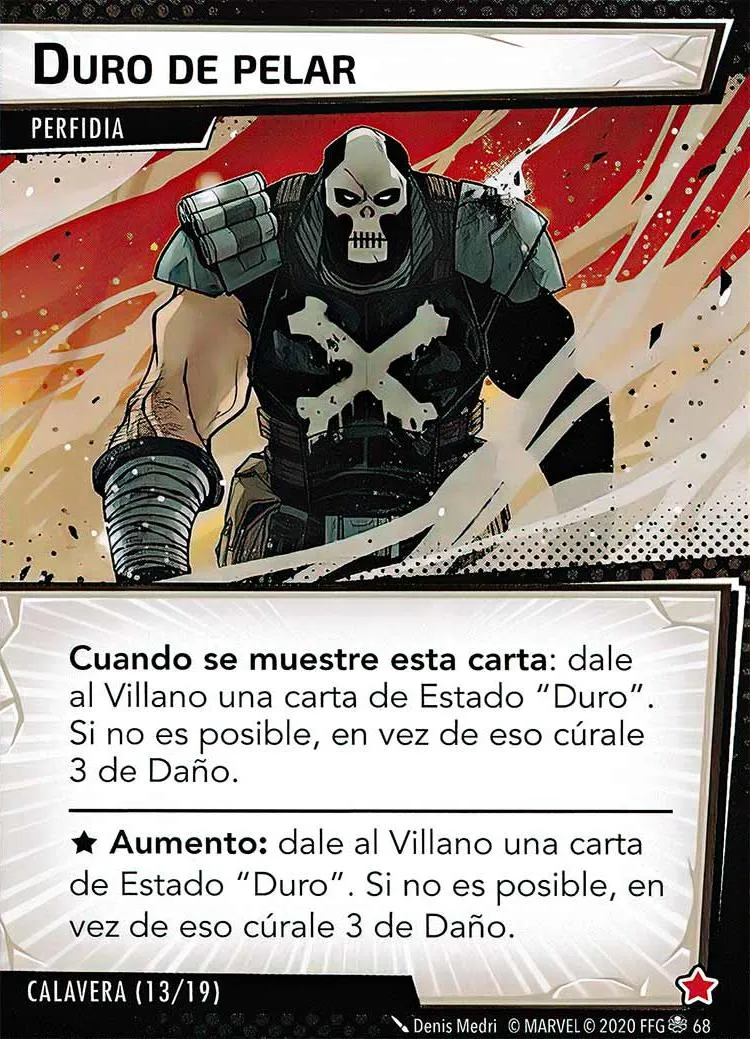 DURO DE PELAR
PERFIDIA
Cuando se muestre esta carta: dale
al Villano una carta de Estado “Duro”.
Si no es posible, en vez de eso cúrale
3 de Daño.
★ Aumento: dale al Villano una carta
de Estado “Duro”. Si no es posible, en
vez de eso cúrale 3 de Daño.
CALAVERA (13/19)
Denis Medri © MARVEL © 2020 FFG 68